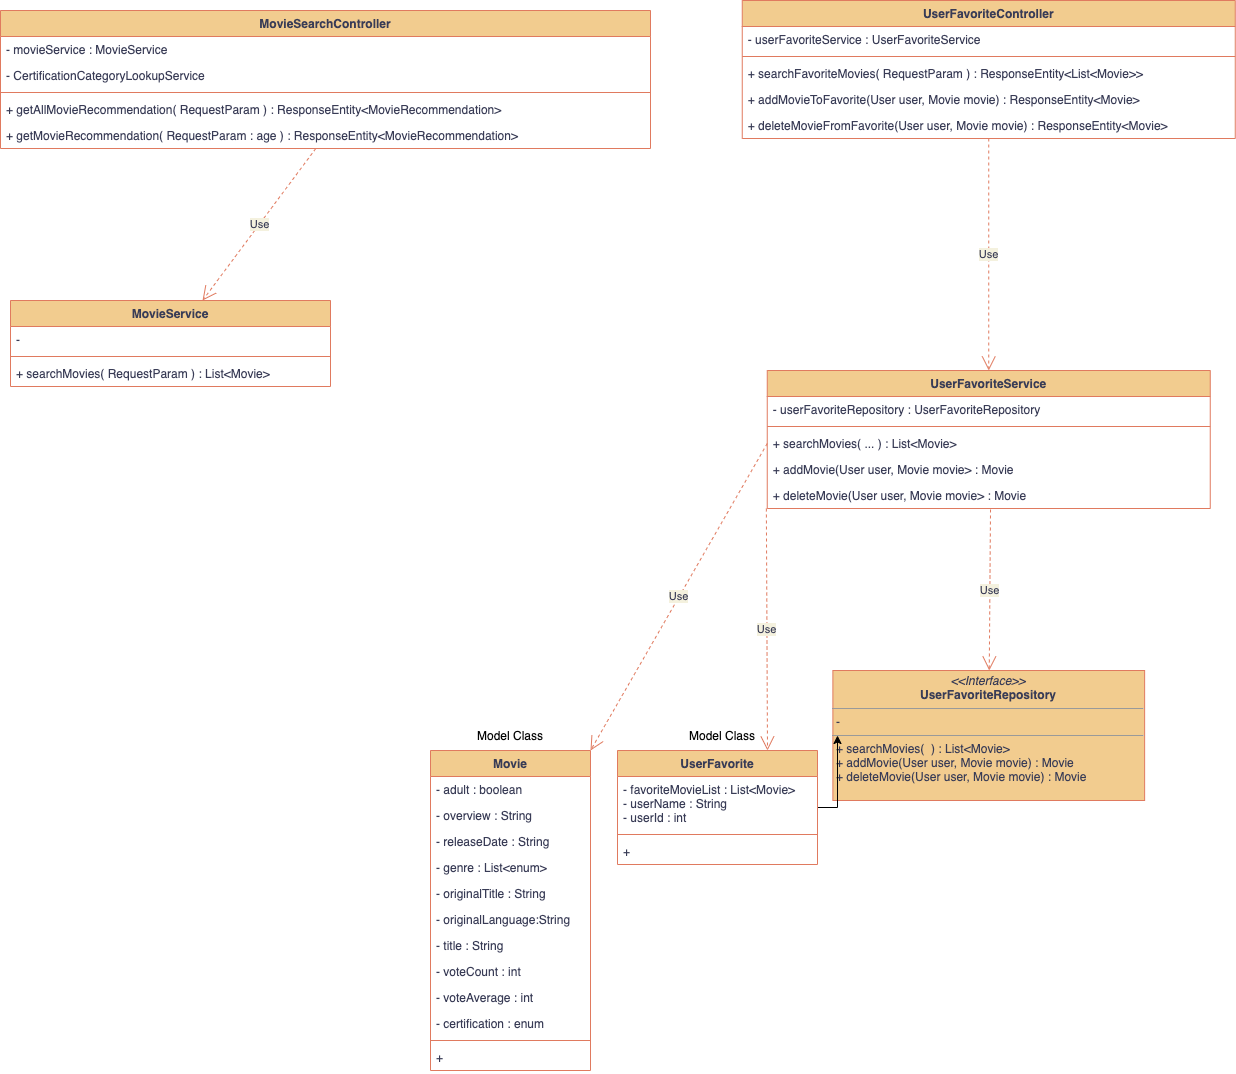 MovieSearchController
- movieService : MovieService
- CertificationCategoryLookupService
+ getAllMovieRecommendation( RequestParam ) : ResponseEntity<MovieRecommendation>
+ getMovieRecommendation( RequestParam : age ) : ResponseEntity<MovieRecommendation>
UserFavoriteController
- userFavoriteService : UserFavoriteService
+ searchFavoriteMovies( RequestParam ) : ResponseEntity<List<Movie>>
+ addMovieToFavorite(User user, Movie movie) : ResponseEntity<Movie>
+ deleteMovieFromFavorite(User user, Movie movie) : ResponseEntity<Movie>
Use
Use
MovieService
-
+ searchMovies( RequestParam ) : List<Movie>
UserFavoriteService
- userFavoriteRepository : UserFavoriteRepository
+ searchMovies( ... ) : List<Movie>
+ addMovie(User user, Movie movie> : Movie
+ deleteMovie(User user, Movie movie> : Movie
Use
Use
Use
<<Interface>>
UserFavoriteRepository
-
+ searchMovies(  ) : List<Movie>
+ addMovie(User user, Movie movie) : Movie
+ deleteMovie(User user, Movie movie) : Movie
Model Class
Movie
- adult : boolean
- overview : String
- releaseDate : String
- genre : List<enum>
- originalTitle : String
- originalLanguage:String
- title : String
- voteCount : int
- voteAverage : int
- certification : enum
+
Model Class
UserFavorite
- favoriteMovieList : List<Movie>
- userName : String
- userId : int
+